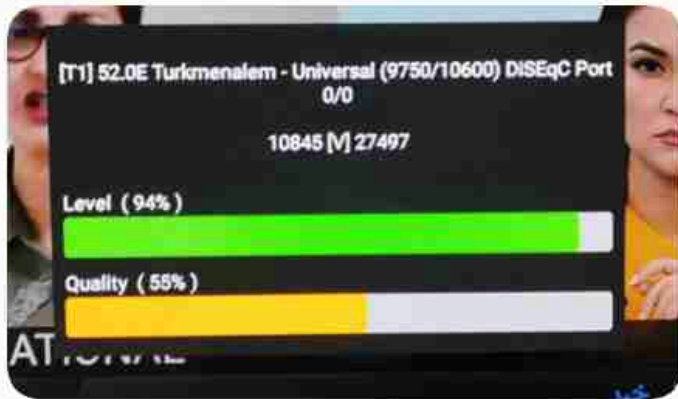 [T1] 52.0E Turkmenalem - Universal (9750/10600) DiSEqC Port
0/0
10845 [V] 27497
Level ( 94% )
Quality ( 55% )